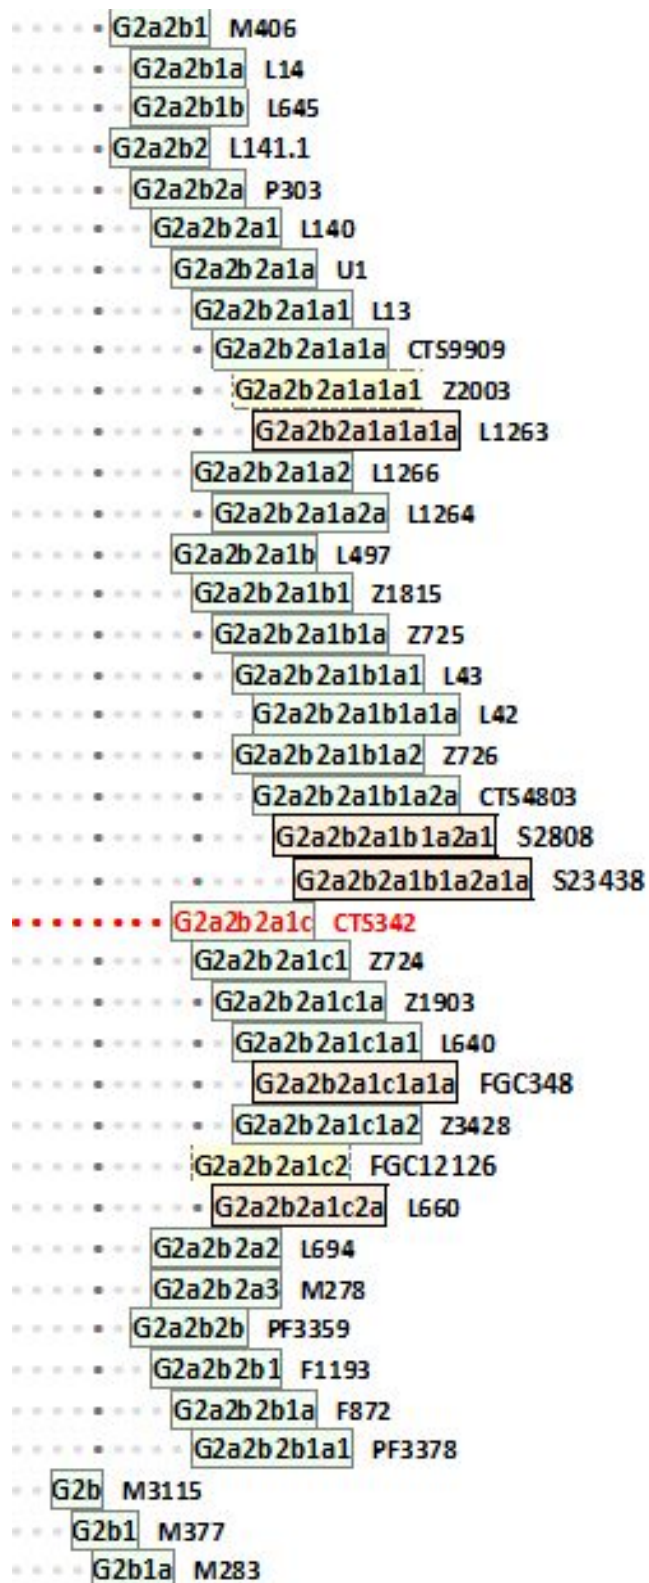 G2a2b1 M406
G2a2b1a L14
G2a2b1b L645
G2a2b2 L141.1
G2a2b2a P303
G2a2b2a1 L140
G2a2b2a1a U1
G2a2b2a1a1 L13
G2a2b2a1a1a CTS9909
G2a2b2a1a1a1 Z2003
G2a2b2a1a1a1a L1263
G2a2b2a1a2 L1266
G2a2b2a1a2a L1264
G2a2b2a1b L497
G2a2b2a1b1 Z1815
G2a2b2a1b1a Z725
G2a2b2a1b1a1 L43
G2a2b2a1b1a1a L42
G2a2b2a1b1a2 Z726
G2a2b2a1b1a2a CTS4803
G2a2b2a1b1a2a1 S2808
G2a2b2a1b1a2a1a S23438
G2a2b2a1c CTS342
G2a2b2a1c1 Z724
G2a2b2a1c1a Z1903
G2a2b2a1c1a1 L640
G2a2b2a1c1a1a FGC348
G2a2b2a1c1a2 Z3428
G2a2b2a1c2 FGC12126
G2a2b2a1c2a L660
G2a2b2a2 L694
G2a2b2a3 M278
G2a2b2b PF3359
G2a2b2b1 F1193
G2a2b2b1a F872
G2a2b2b1a1 PF3378
G2b M3115
G2b1 M377
G2b1a M283